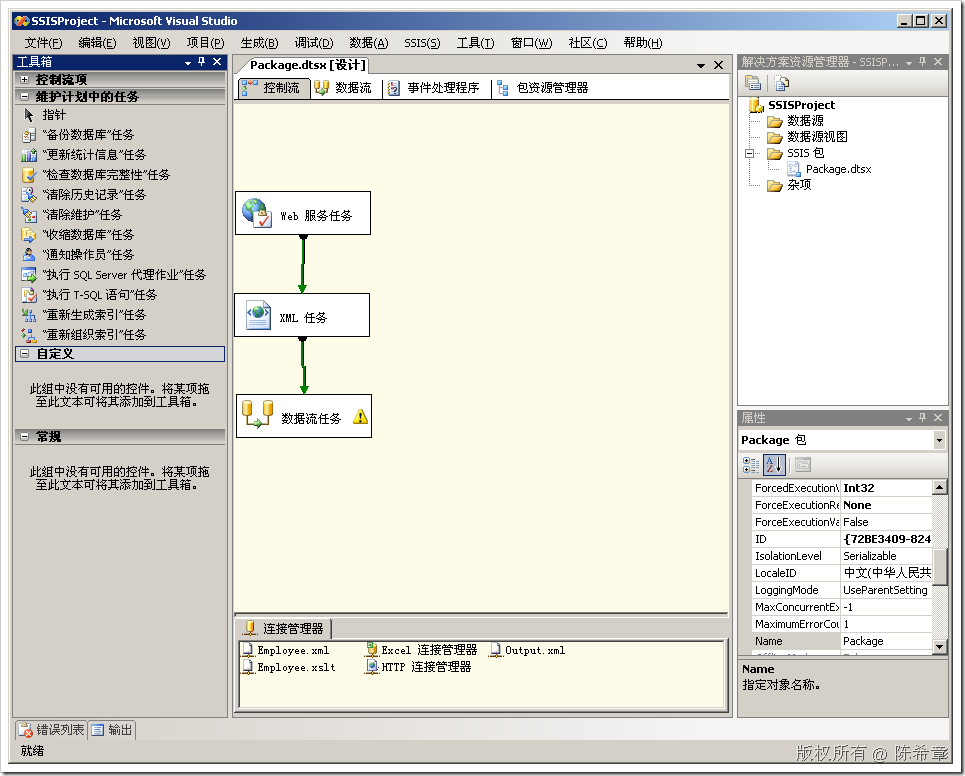 SSISProject - Microsoft Visual Studio
文件(F) 编辑(E) 视图(V) 项目(P) 生成(B) 调试(D) 数据(A) SSIS(S) 工具(T) 窗口(W) 社区(C) 帮助(H)
工具箱
控制流项
维护计划中的任务
指针
“备份数据库”任务
“更新统计信息”任务
“检查数据库完整性”任务
“清除历史记录”任务
“清除维护”任务
“收缩数据库”任务
“通知操作员”任务
“执行 SQL Server 代理作业”任务
“执行 T-SQL 语句”任务
“重新生成索引”任务
“重新组织索引”任务
自定义
此组中没有可用的控件。将某项拖
至此文本可将其添加到工具箱。
常规
此组中没有可用的控件。将某项拖
至此文本可将其添加到工具箱。
Package.dtsx [设计]
控制流 数据流 事件处理程序 包资源管理器
Web 服务任务
XML 任务
数据流任务
连接管理器
Employee.xml Excel 连接管理器 Output.xml
Employee.xslt HTTP 连接管理器
解决方案资源管理器 - SSISP...
SSISProject
数据源
数据源视图
SSIS 包
Package.dtsx
杂项
属性
Package 包
ForcedExecutionV Int32
ForceExecutionRe None
ForceExecutionVa False
ID {72BE3409-824
IsolationLevel Serializable
LocaleID 中文(中华人民共
LoggingMode UseParentSetting
MaxConcurrentEx -1
MaximumErrorCou 1
Name Package
Name
指定对象名称。
错误列表 输出
就绪
版权所有 @ 陈希章